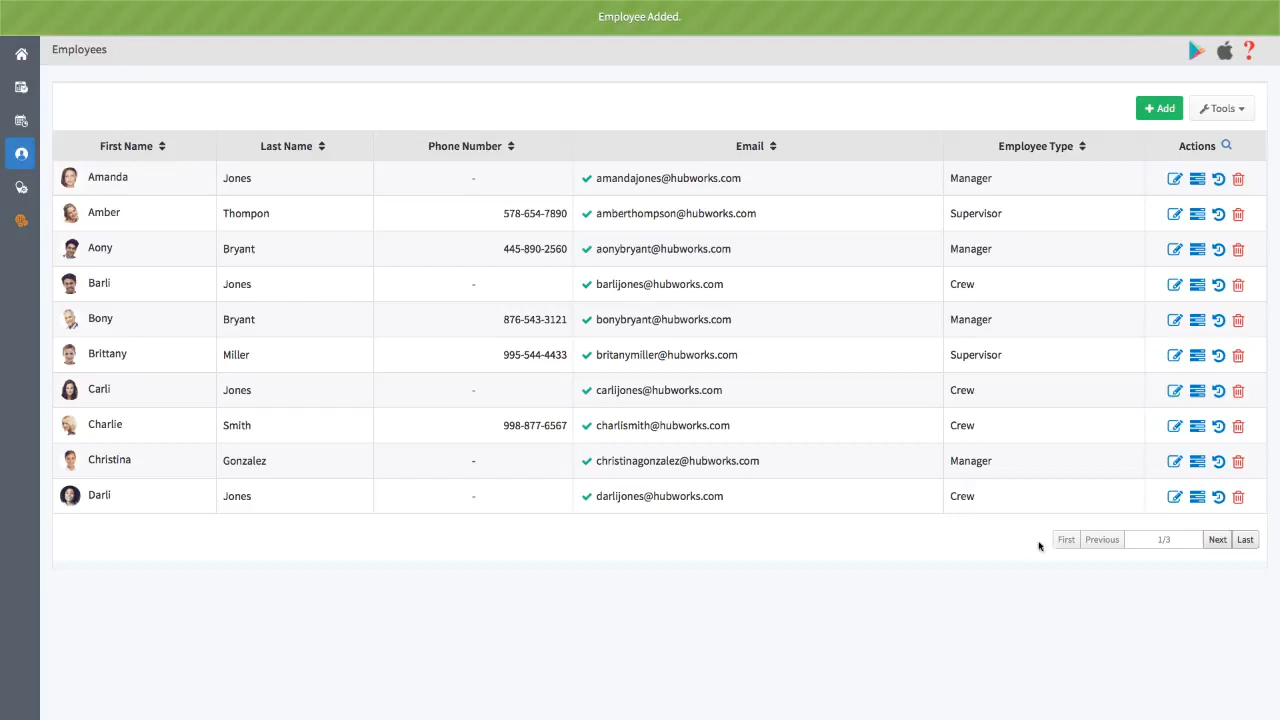 Employee Added.
Employees
?
+ Add Tools
First Name Last Name Phone Number Email Employee Type Actions
Amanda Jones - amandajones@hubworks.com Manager
Amber Thompon 578-654-7890 amberthompson@hubworks.com Supervisor
Aony Bryant 445-890-2560 aonybryant@hubworks.com Manager
Barli Jones - barlijones@hubworks.com Crew
Bony Bryant 876-543-3121 bonybryant@hubworks.com Manager
Brittany Miller 995-544-4433 britanymiller@hubworks.com Supervisor
Carli Jones - carlijones@hubworks.com Crew
Charlie Smith 998-877-6567 charlismith@hubworks.com Crew
Christina Gonzalez - christinagonzalez@hubworks.com Manager
Darli Jones - darlijones@hubworks.com Crew
First Previous 1/3 Next Last